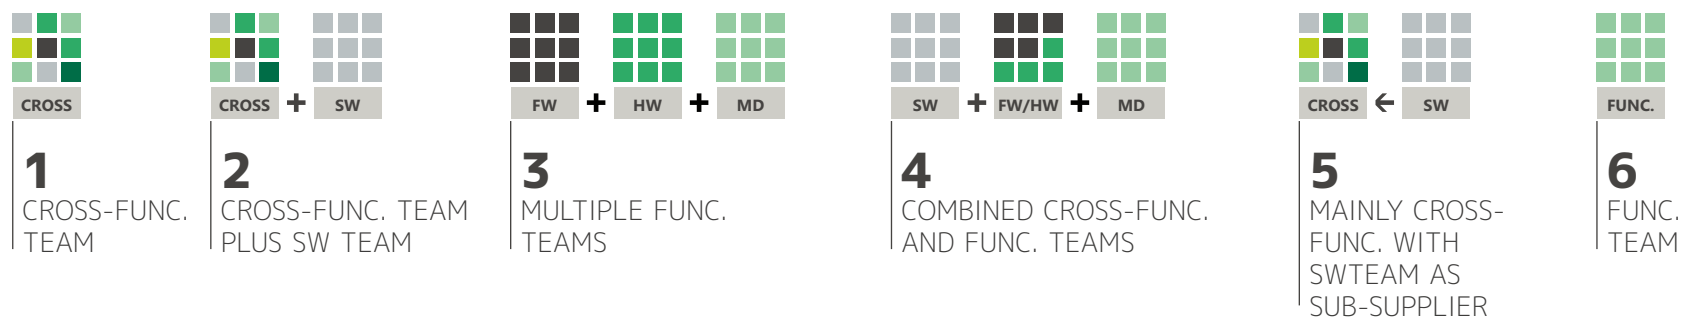 CROSS
1
CROSS-FUNC.
TEAM
CROSS + SW
2
CROSS-FUNC. TEAM
PLUS SW TEAM
FW + HW + MD
3
MULTIPLE FUNC.
TEAMS
SW + FW/HW + MD
4
COMBINED CROSS-FUNC.
AND FUNC. TEAMS
CROSS ← SW
5
MAINLY CROSS-
FUNC. WITH
SWTEAM AS
SUB-SUPPLIER
FUNC.
6
FUNC.
TEAM